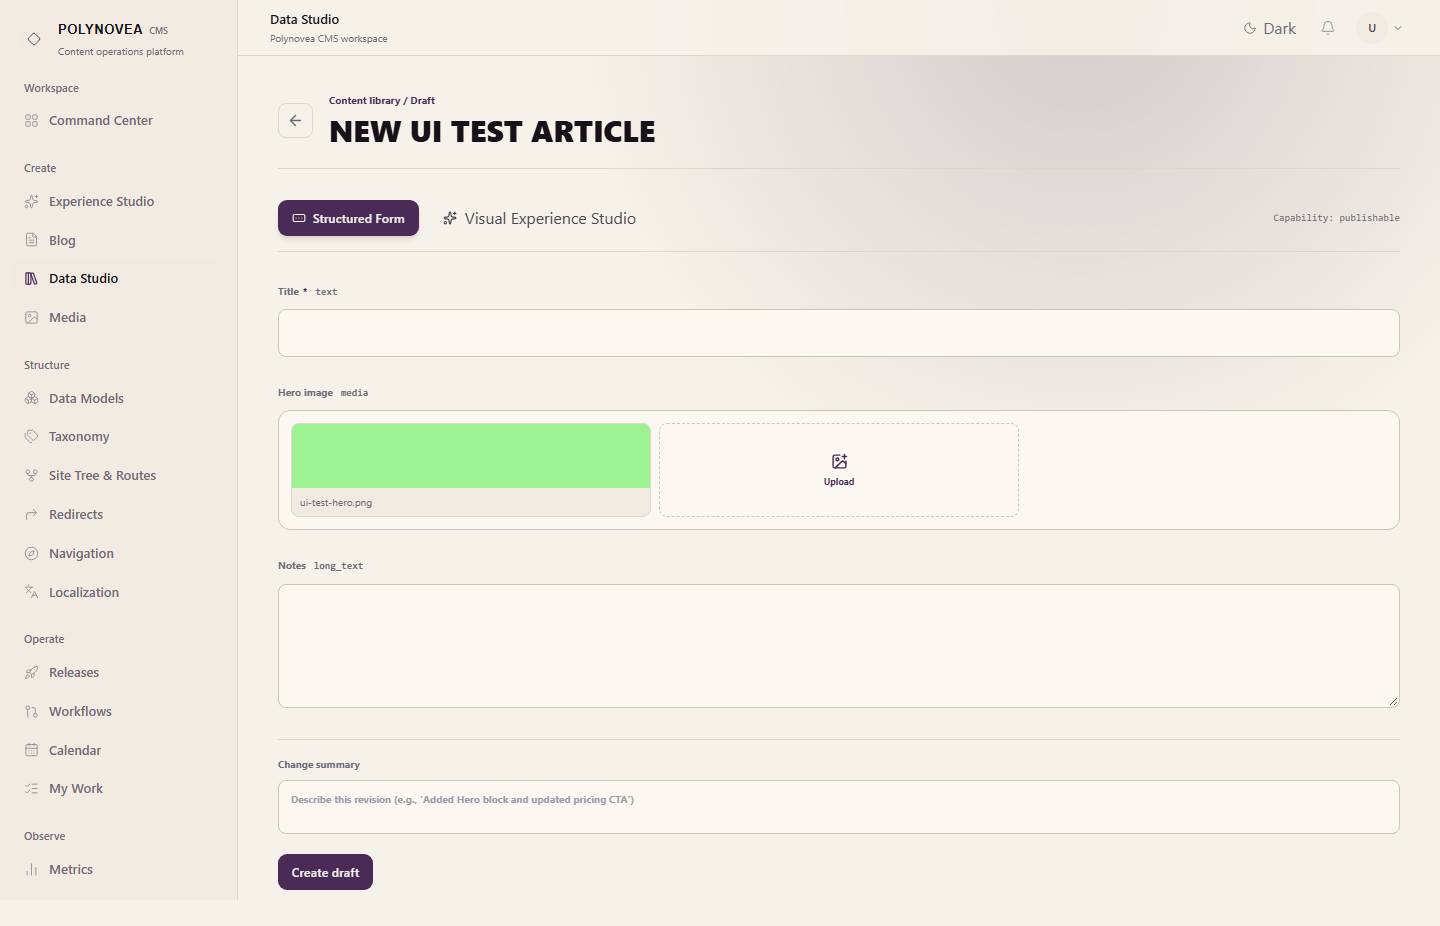 POLYNOVEA CMS
Content operations platform
Workspace
Command Center
Create
Experience Studio
Blog
Data Studio
Media
Structure
Data Models
Taxonomy
Site Tree & Routes
Redirects
Navigation
Localization
Operate
Releases
Workflows
Calendar
My Work
Observe
Metrics
Data Studio
Polynovea CMS workspace
Dark
U
Content library / Draft
NEW UI TEST ARTICLE
Structured Form
Visual Experience Studio
Capability: publishable
Title * text
Hero image media
ui-test-hero.png
Upload
Notes long_text
Change summary
Describe this revision (e.g., 'Added Hero block and updated pricing CTA')
Create draft